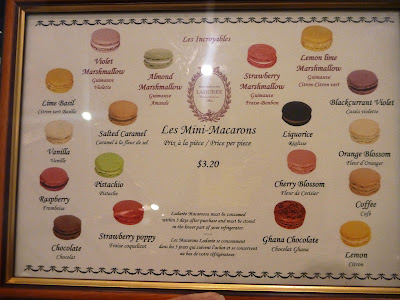 Les Incroyables
Violet
Marshmallow
Guimauve
Violette
Almond
Marshmallow
Guimauve
Amande
LADURÉE
Strawberry
Marshmallow
Guimauve
Fraise-Bonbon
Lemon lime
Marshmallow
Guimauve
Citron-Citron vert
Lime Basil
Citron vert Basilic
Blackcurrant Violet
Cassis violette
Salted Caramel
Caramel à la fleur de sel
Les Mini-Macarons
Prix à la pièce / Price per piece
$3.20
Liquorice
Réglisse
Vanilla
Vanille
Orange Blossom
Fleur d'Oranger
Pistachio
Pistache
Cherry Blossom
Fleur de Cerisier
Raspberry
Framboise
Coffee
Café
Strawberry poppy
Fraise coquelicot
Ladurée Macarons must be consumed
within 3 days after purchase and must be stored
in the lower part of your refrigerator.
Les Macarons Ladurée se consomment
dans les 3 jours qui suivent l'achat et se conservent
au bas de votre réfrigérateur.
Ghana Chocolate
Chocolat Ghana
Chocolate
Chocolat
Lemon
Citron